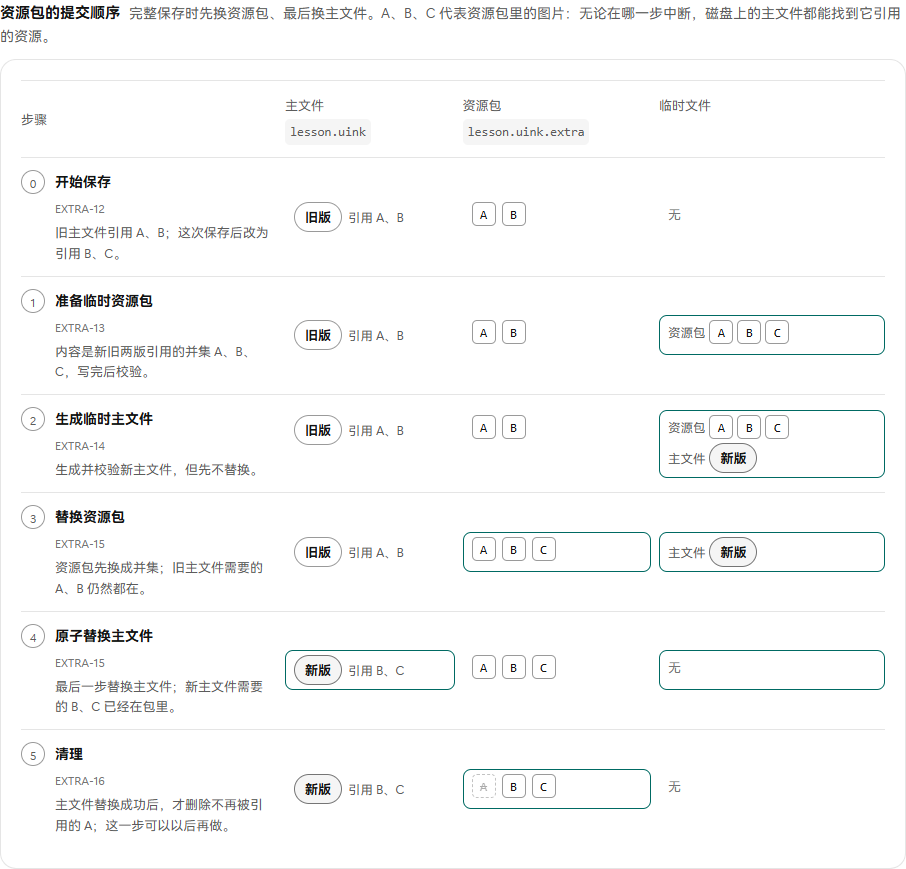 资源包的提交顺序 完整保存时先换资源包、最后换主文件。A、B、C 代表资源包里的图片：无论在哪一步中断，磁盘上的主文件都能找到它引用
的资源。
步骤
主文件
lesson.uink
资源包
lesson.uink.extra
临时文件
0 开始保存
EXTRA-12
旧主文件引用 A、B；这次保存后改为
引用 B、C。
旧版 引用 A、B
A B
无
1 准备临时资源包
EXTRA-13
内容是新旧两版引用的并集 A、B、
C，写完后校验。
旧版 引用 A、B
A B
资源包 A B C
2 生成临时主文件
EXTRA-14
生成并校验新主文件，但先不替换。
旧版 引用 A、B
A B
资源包 A B C
主文件 新版
3 替换资源包
EXTRA-15
资源包先换成并集；旧主文件需要的
A、B 仍然都在。
旧版 引用 A、B
A B C
主文件 新版
4 原子替换主文件
EXTRA-15
最后一步替换主文件；新主文件需要
的 B、C 已经在包里。
新版 引用 B、C
A B C
无
5 清理
EXTRA-16
主文件替换成功后，才删除不再被引
用的 A；这一步可以以后再做。
新版 引用 B、C
A B C
无